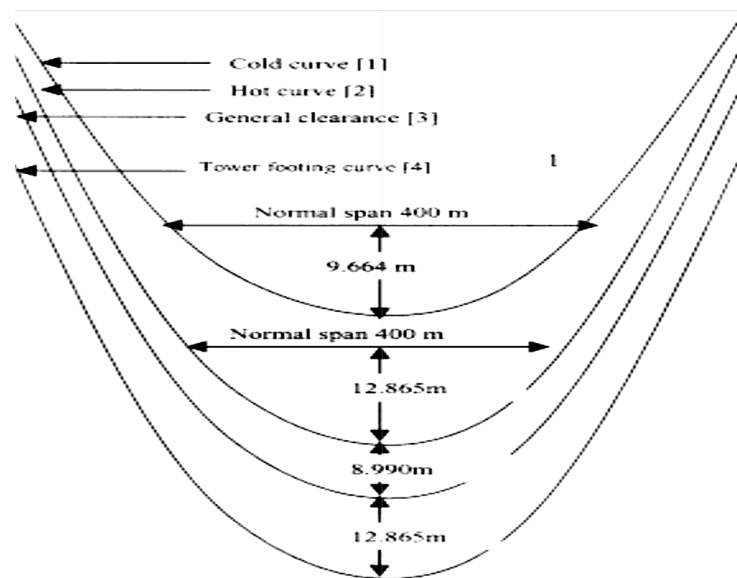 Cold curve [1]
Hot curve [2]
General clearance [3]
Tower footing curve [4]
1
Normal span 400 m
9.664 m
Normal span 400 m
12.865m
8.990m
12.865m